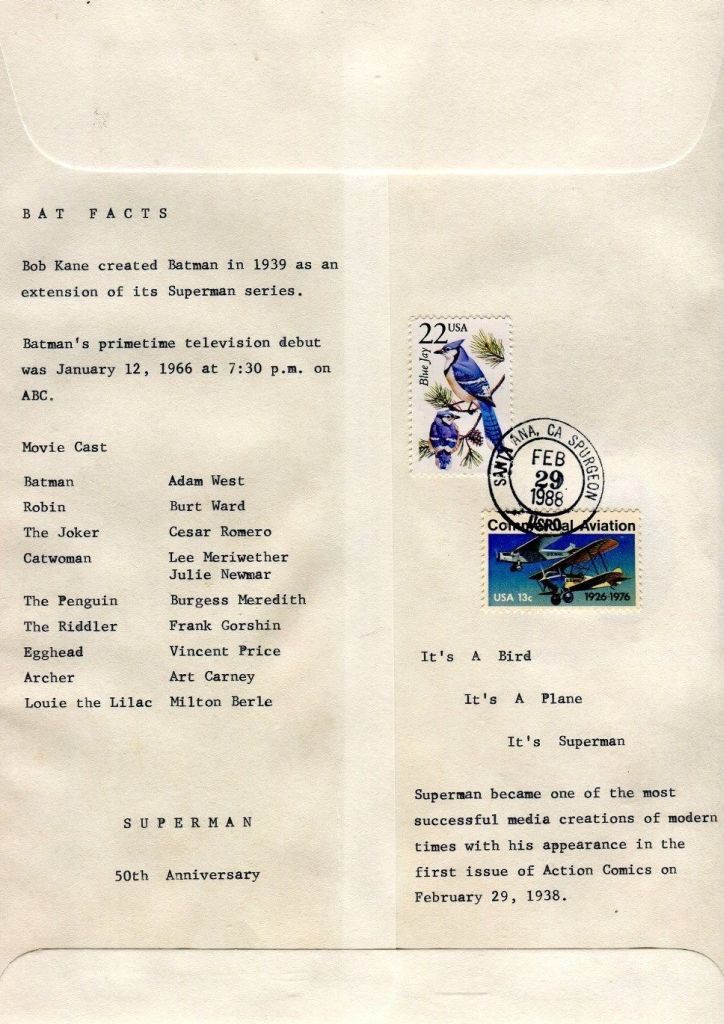 BAT FACTS
Bob Kane created Batman in 1939 as an
extension of its Superman series.
Batman's primetime television debut
was January 12, 1966 at 7:30 p.m. on
ABC.
Movie Cast
Batman Adam West
Robin Burt Ward
The Joker Cesar Romero
Catwoman Lee Meriwether
Julie Newmar
The Penguin Burgess Meredith
The Riddler Frank Gorshin
Egghead Vincent Price
Archer Art Carney
Louie the Lilac Milton Berle
SUPERMAN
50th Anniversary
22 USA
Blue Jay
SANTA ANA, CA SPURGEON
FEB
29
1988
USPO
Commercial Aviation
USA 13c 1926-1976
It's A Bird
It's A Plane
It's Superman
Superman became one of the most
successful media creations of modern
times with his appearance in the
first issue of Action Comics on
February 29, 1938.